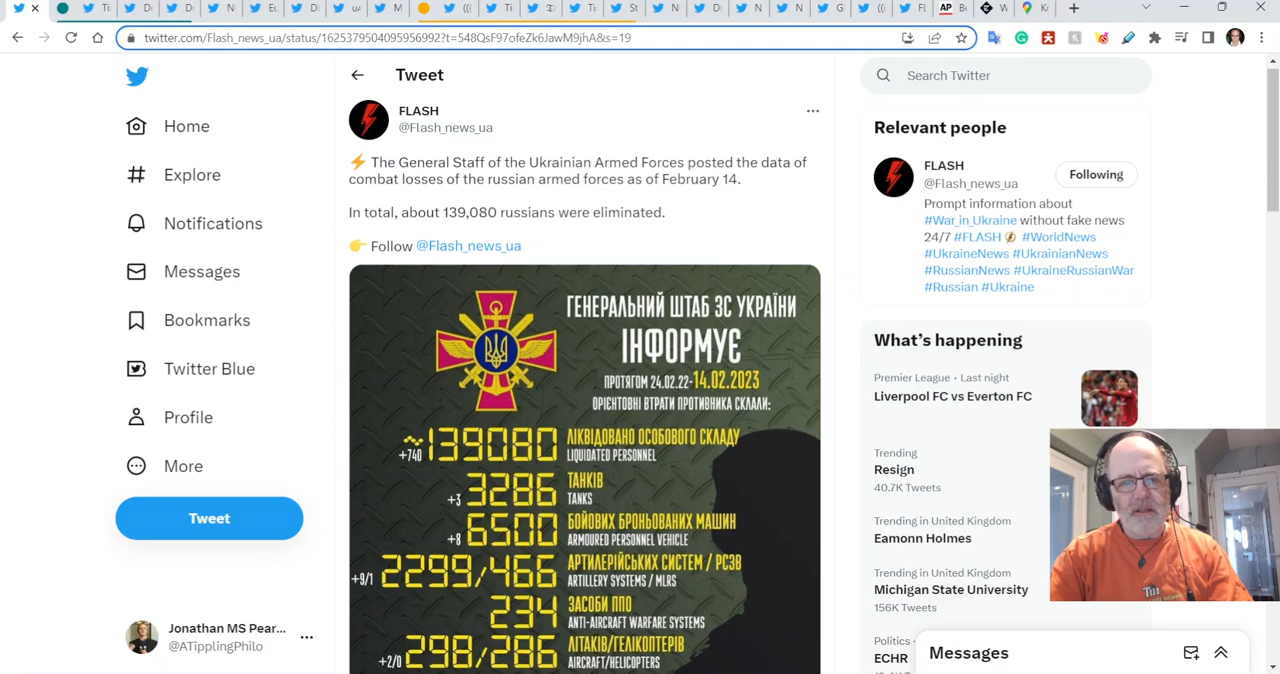 twitter.com/Flash_news_ua/status/1625379504095956992?t=548QsF97ofeZk6JawM9jhA&s=19
Home
Explore
Notifications
Messages
Bookmarks
Twitter Blue
Profile
More
Tweet
Jonathan MS Pear...
@ATipplingPhilo
Tweet
FLASH
@Flash_news_ua
⚡ The General Staff of the Ukrainian Armed Forces posted the data of
combat losses of the russian armed forces as of February 14.
In total, about 139,080 russians were eliminated.
👉 Follow @Flash_news_ua
ГЕНЕРАЛЬНИЙ ШТАБ ЗС УКРАЇНИ
ІНФОРМУЄ
ПРОТЯГОМ 24.02.22-14.02.2023
ОРІЄНТОВНІ ВТРАТИ ПРОТИВНИКА СКЛАЛИ:
+740 ~139080 ЛІКВІДОВАНО ОСОБОВОГО СКЛАДУ
LIQUIDATED PERSONNEL
+3 3286 ТАНКІВ
TANKS
+8 6500 БОЙОВИХ БРОНЬОВАНИХ МАШИН
ARMOURED PERSONNEL VEHICLE
+9/1 2299/466 АРТИЛЕРІЙСЬКИХ СИСТЕМ / РСЗВ
ARTILLERY SYSTEMS / MLRS
234 ЗАСОБИ ППО
ANTI-AIRCRAFT WARFARE SYSTEMS
+2/0 298/286 ЛІТАКІВ/ГЕЛІКОПТЕРІВ
AIRCRAFT/HELICOPTERS
Search Twitter
Relevant people
FLASH
@Flash_news_ua
Following
Prompt information about
#War_in_Ukraine without fake news
24/7 #FLASH #WorldNews
#UkraineNews #UkrainianNews
#RussianNews #UkraineRussianWar
#Russian #Ukraine
What's happening
Premier League · Last night
Liverpool FC vs Everton FC
Trending
Resign
40.7K Tweets
Trending in United Kingdom
Eamonn Holmes
Trending in United Kingdom
Michigan State University
156K Tweets
Politics ·
ECHR
Messages